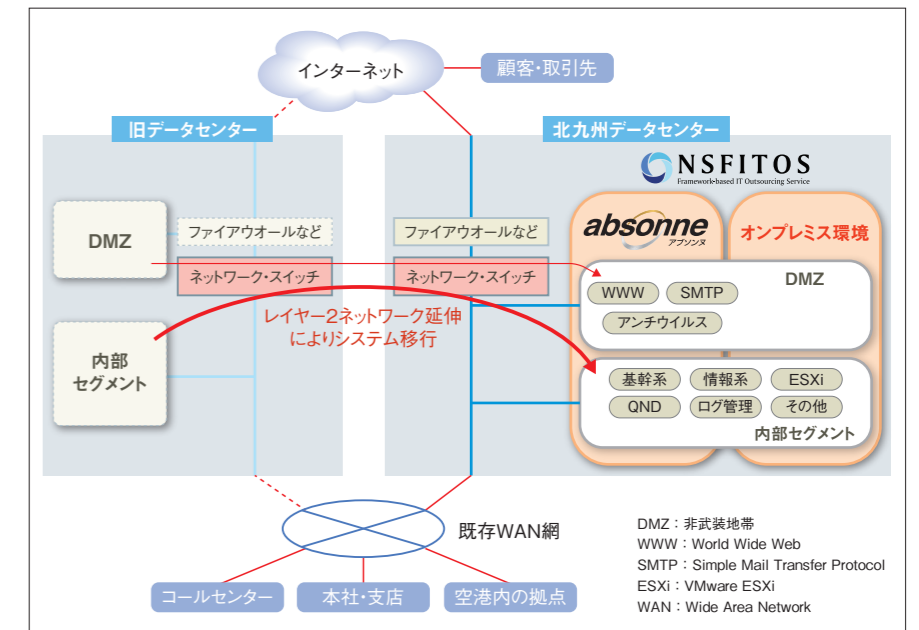 インターネット
顧客・取引先
旧データセンター
北九州データセンター
NSFITOS
Framework-based IT Outsourcing Service
absonne
アブソンヌ
オンプレミス環境
DMZ
ファイアウオールなど
ファイアウオールなど
ネットワーク・スイッチ
ネットワーク・スイッチ
DMZ
WWW
SMTP
アンチウイルス
レイヤー2ネットワーク延伸
によりシステム移行
内部
セグメント
基幹系
情報系
ESXi
QND
ログ管理
その他
内部セグメント
既存WAN網
コールセンター
本社・支店
空港内の拠点
DMZ：非武装地帯
WWW：World Wide Web
SMTP：Simple Mail Transfer Protocol
ESXi：VMware ESXi
WAN：Wide Area Network